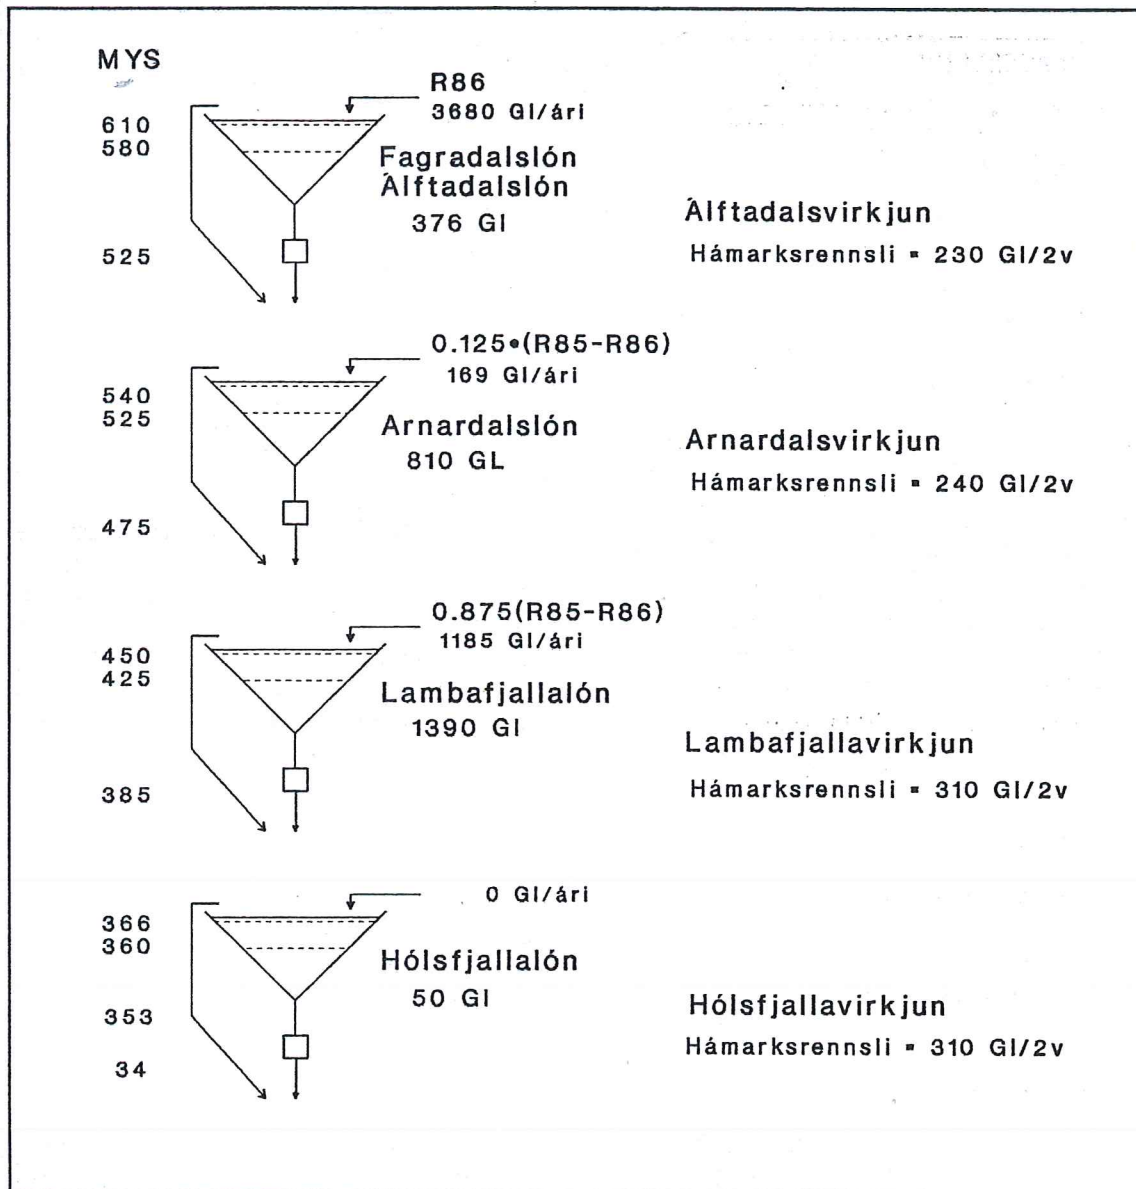 MYS
R86
3680 Gl/ári
610
580
Fagradalslón
Álftadalslón
376 Gl
Álftadalsvirkjun
Hámarksrennsli = 230 Gl/2v
525
0.125•(R85-R86)
169 Gl/ári
540
525
Arnardalslón
810 GL
Arnardalsvirkjun
Hámarksrennsli = 240 Gl/2v
475
0.875(R85-R86)
1185 Gl/ári
450
425
Lambafjallalón
1390 Gl
Lambafjallavirkjun
Hámarksrennsli = 310 Gl/2v
385
0 Gl/ári
366
360
Hólsfjallalón
50 Gl
353
Hólsfjallavirkjun
Hámarksrennsli = 310 Gl/2v
34